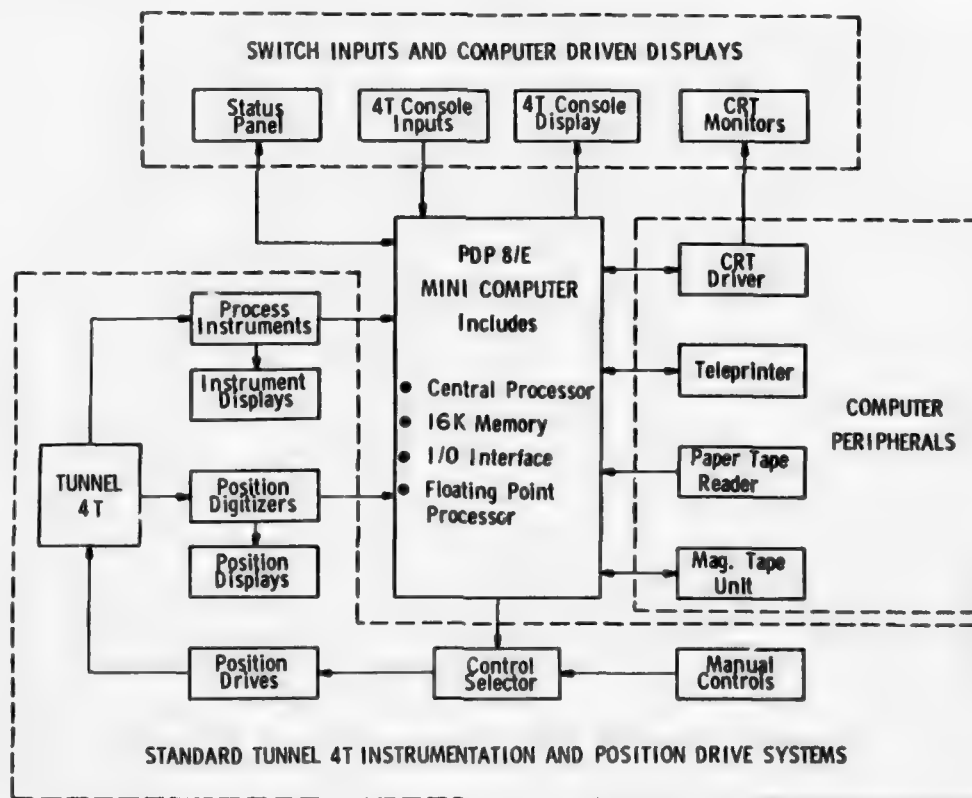 SWITCH INPUTS AND COMPUTER DRIVEN DISPLAYS
Status
Panel
4T Console
Inputs
4T Console
Display
CRT
Monitors
PDP 8/E
MINI COMPUTER
Includes
• Central Processor
• 16K Memory
• I/O Interface
• Floating Point
Processor
CRT
Driver
Teleprinter
Paper Tape
Reader
Mag. Tape
Unit
COMPUTER
PERIPHERALS
Process
Instruments
Instrument
Displays
TUNNEL
4T
Position
Digitizers
Position
Displays
Position
Drives
Control
Selector
Manual
Controls
STANDARD TUNNEL 4T INSTRUMENTATION AND POSITION DRIVE SYSTEMS